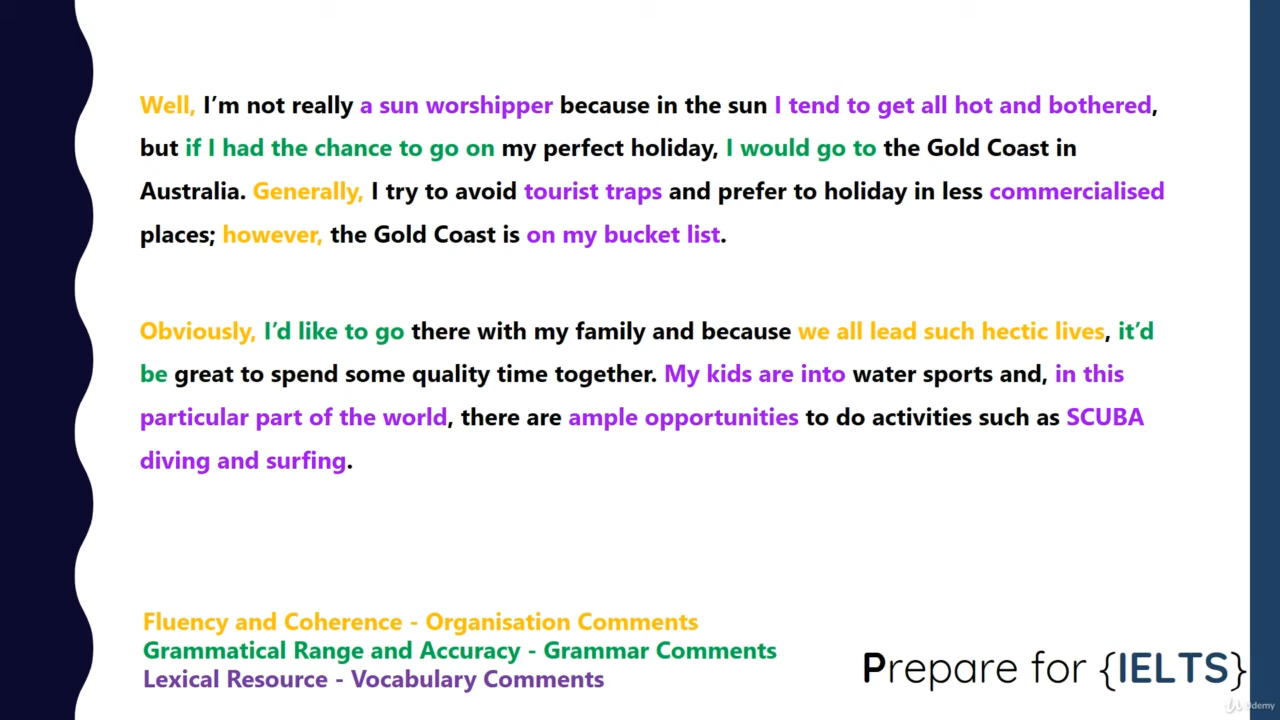 Well, I’m not really a sun worshipper because in the sun I tend to get all hot and bothered,
but if I had the chance to go on my perfect holiday, I would go to the Gold Coast in
Australia. Generally, I try to avoid tourist traps and prefer to holiday in less commercialised
places; however, the Gold Coast is on my bucket list.
Obviously, I’d like to go there with my family and because we all lead such hectic lives, it’d
be great to spend some quality time together. My kids are into water sports and, in this
particular part of the world, there are ample opportunities to do activities such as SCUBA
diving and surfing.
Fluency and Coherence - Organisation Comments
Grammatical Range and Accuracy - Grammar Comments
Lexical Resource - Vocabulary Comments
Prepare for {IELTS}
Udemy